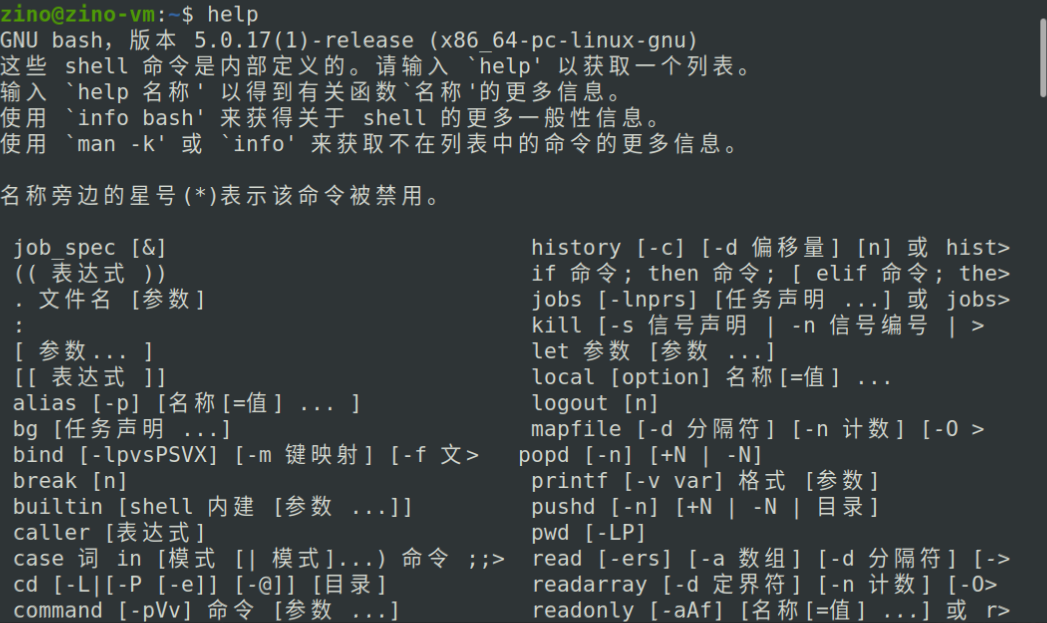 zino@zino-vm:~$ help
GNU bash，版本 5.0.17(1)-release (x86_64-pc-linux-gnu)
这些 shell 命令是内部定义的。请输入 `help' 以获取一个列表。
输入 `help 名称' 以得到有关函数`名称'的更多信息。
使用 `info bash' 来获得关于 shell 的更多一般性信息。
使用 `man -k' 或 `info' 来获取不在列表中的命令的更多信息。
名称旁边的星号(*)表示该命令被禁用。
job_spec [&] history [-c] [-d 偏移量] [n] 或 hist>
(( 表达式 )) if 命令; then 命令; [ elif 命令; the>
. 文件名 [参数] jobs [-lnprs] [任务声明 ...] 或 jobs>
: kill [-s 信号声明 | -n 信号编号 | >
[ 参数... ] let 参数 [参数 ...]
[[ 表达式 ]] local [option] 名称[=值] ...
alias [-p] [名称[=值] ... ] logout [n]
bg [任务声明 ...] mapfile [-d 分隔符] [-n 计数] [-O >
bind [-lpvsPSVX] [-m 键映射] [-f 文> popd [-n] [+N | -N]
break [n] printf [-v var] 格式 [参数]
builtin [shell 内建 [参数 ...]] pushd [-n] [+N | -N | 目录]
caller [表达式] pwd [-LP]
case 词 in [模式 [| 模式]...) 命令 ;;> read [-ers] [-a 数组] [-d 分隔符] [->
cd [-L|[-P [-e]] [-@]] [目录] readarray [-d 定界符] [-n 计数] [-O>
command [-pVv] 命令 [参数 ...] readonly [-aAf] [名称[=值] ...] 或 r>